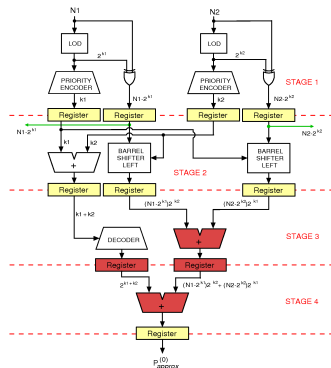 N1 N2
LOD LOD
2^k1 2^k2
PRIORITY
ENCODER
PRIORITY
ENCODER
STAGE 1
k1 N1-2^k1 k2 N2-2^k2
Register Register Register Register
N1-2^k1 N2-2^k2
k1 k2
+
BARREL
SHIFTER
LEFT
BARREL
SHIFTER
LEFT
STAGE 2
Register Register Register
(N1-2^k1)2^k2 (N2-2^k2)2^k1
k1+k2
DECODER
+
STAGE 3
Register Register
2^k1+k2 (N1-2^k1)2^k2 + (N2-2^k2)2^k1
+
STAGE 4
Register
P^(0)_approx